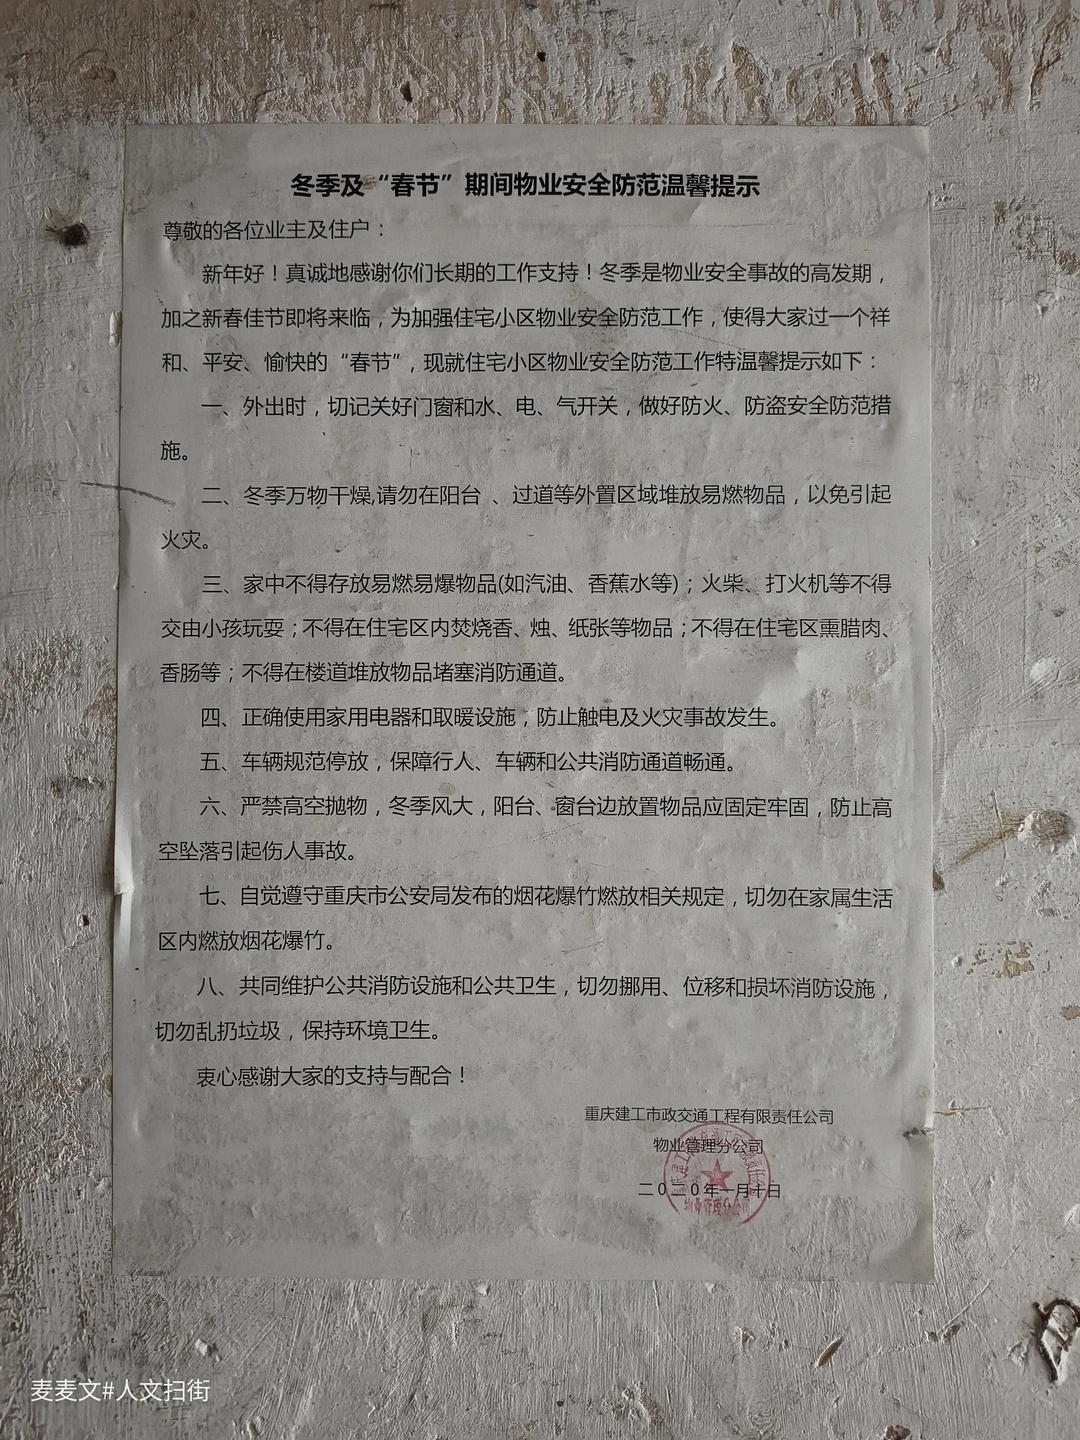 冬季及“春节”期间物业安全防范温馨提示
尊敬的各位业主及住户：
新年好！真诚地感谢你们长期的工作支持！冬季是物业安全事故的高发期，
加之新春佳节即将来临，为加强住宅小区物业安全防范工作，使得大家过一个祥
和、平安、愉快的“春节”，现就住宅小区物业安全防范工作特温馨提示如下：
一、外出时，切记关好门窗和水、电、气开关，做好防火、防盗安全防范措
施。
二、冬季万物干燥,请勿在阳台 、过道等外置区域堆放易燃物品，以免引起
火灾。
三、家中不得存放易燃易爆物品(如汽油、香蕉水等)；火柴、打火机等不得
交由小孩玩耍；不得在住宅区内焚烧香、烛、纸张等物品；不得在住宅区熏腊肉、
香肠等；不得在楼道堆放物品堵塞消防通道。
四、正确使用家用电器和取暖设施，防止触电及火灾事故发生。
五、车辆规范停放，保障行人、车辆和公共消防通道畅通。
六、严禁高空抛物，冬季风大，阳台、窗台边放置物品应固定牢固，防止高
空坠落引起伤人事故。
七、自觉遵守重庆市公安局发布的烟花爆竹燃放相关规定，切勿在家属生活
区内燃放烟花爆竹。
八、共同维护公共消防设施和公共卫生，切勿挪用、位移和损坏消防设施，
切勿乱扔垃圾，保持环境卫生。
衷心感谢大家的支持与配合！
重庆建工市政交通工程有限责任公司
物业管理分公司
二0二0年一月十日
物业管理分公司
麦麦文#人文扫街